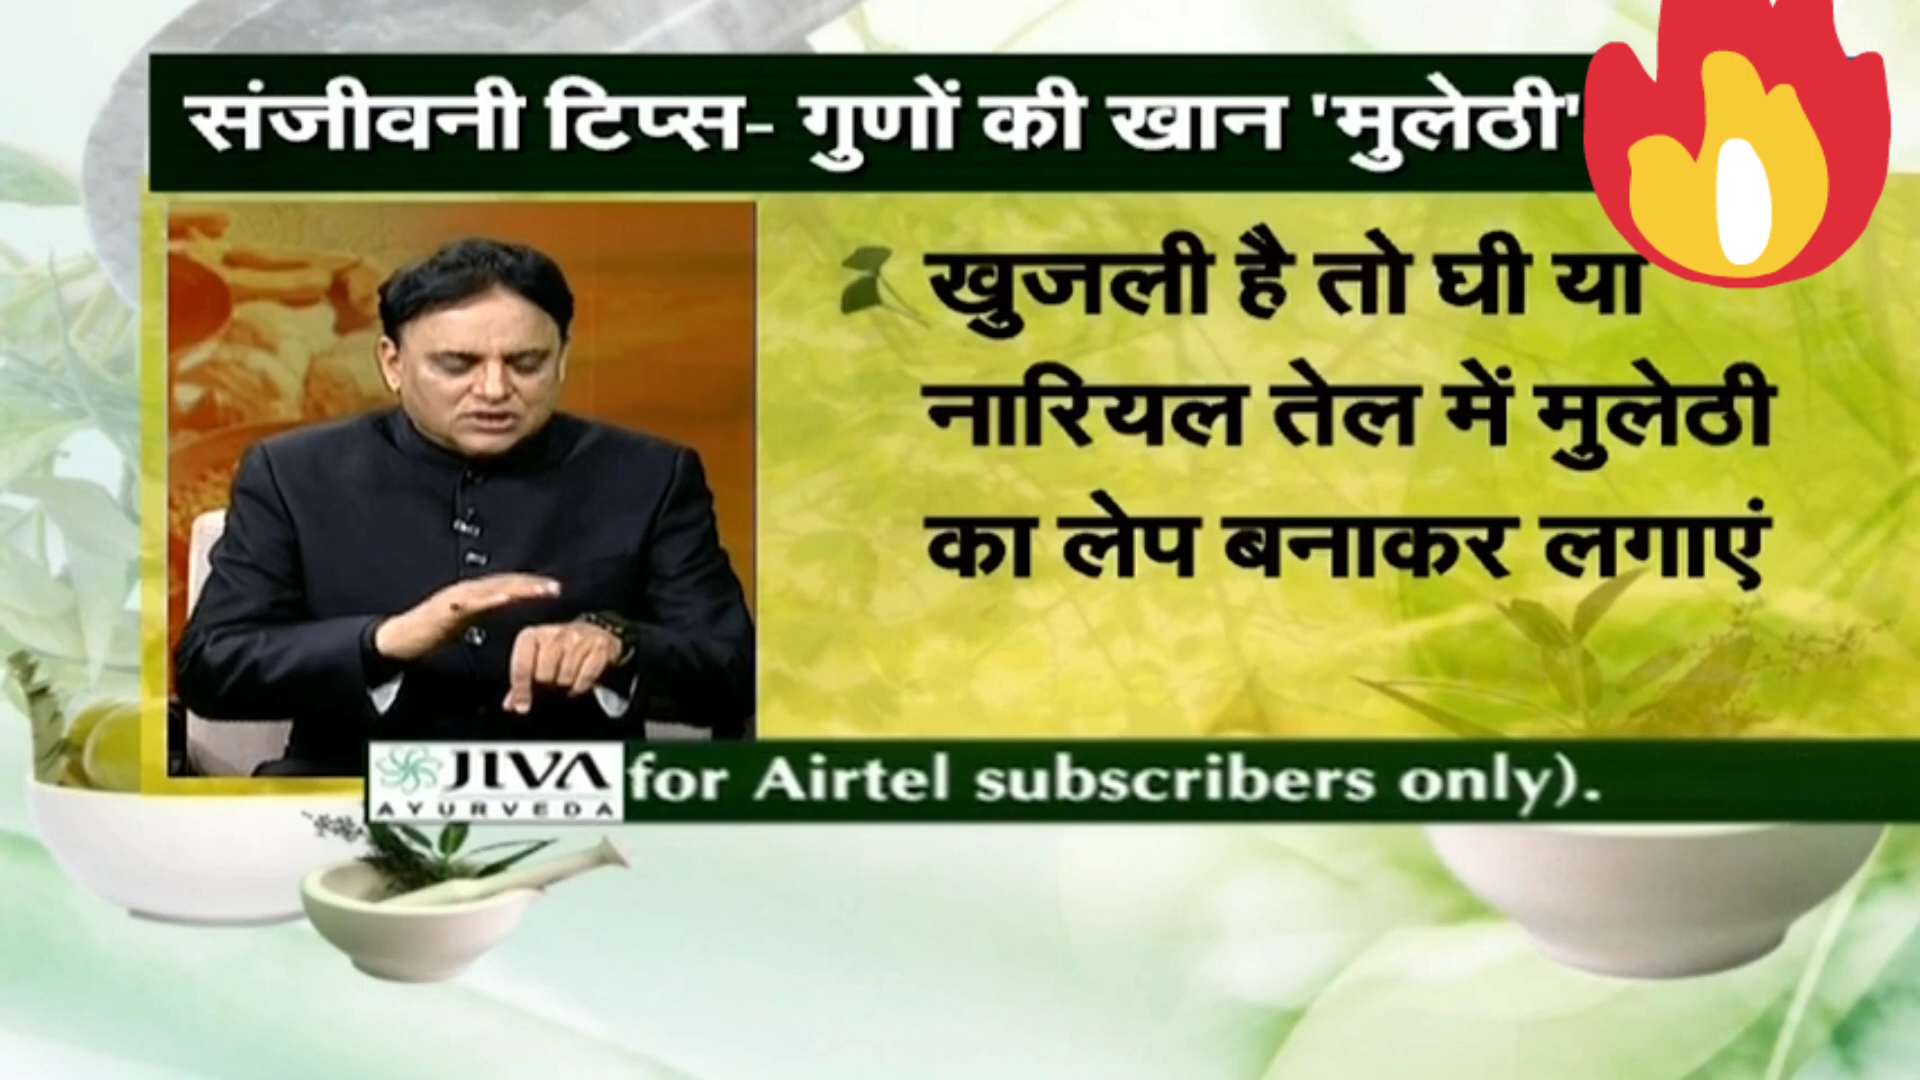 संजीवनी टिप्स- गुणों की खान 'मुलेठी'
खुजली है तो घी या
नारियल तेल में मुलेठी
का लेप बनाकर लगाएं
JIVA
AYURVEDA
for Airtel subscribers only).